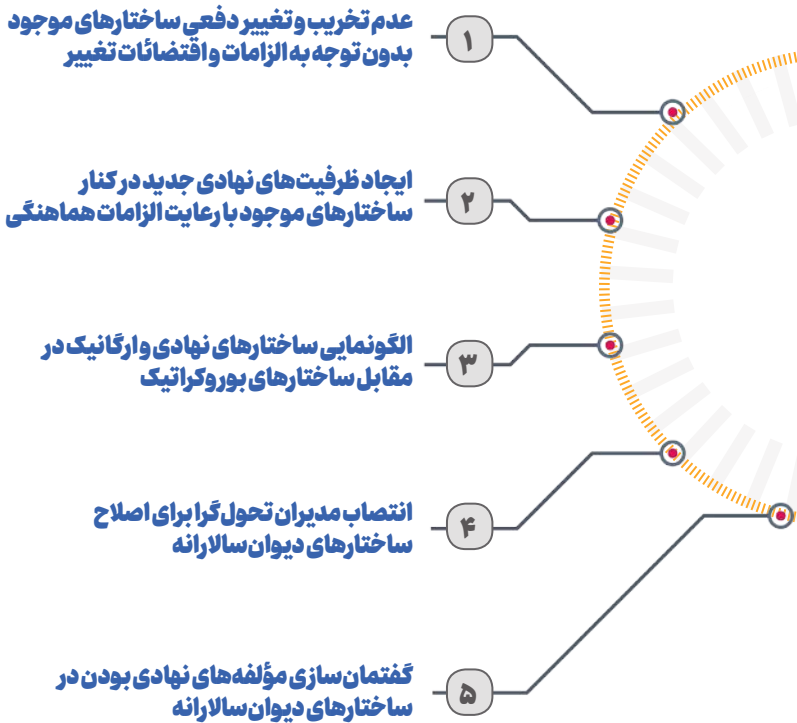 ۱
عدم تخریب و تغییر دفعی ساختارهای موجود
بدون توجه به الزامات و اقتضائات تغییر
۲
ایجاد ظرفیت‌های نهادی جدید در کنار
ساختارهای موجود با رعایت الزامات هماهنگی
۳
الگونمایی ساختارهای نهادی و ارگانیک در
مقابل ساختارهای بوروکراتیک
۴
انتصاب مدیران تحول‌گرا برای اصلاح
ساختارهای دیوان‌سالارانه
۵
گفتمان‌سازی مؤلفه‌های نهادی بودن در
ساختارهای دیوان‌سالارانه